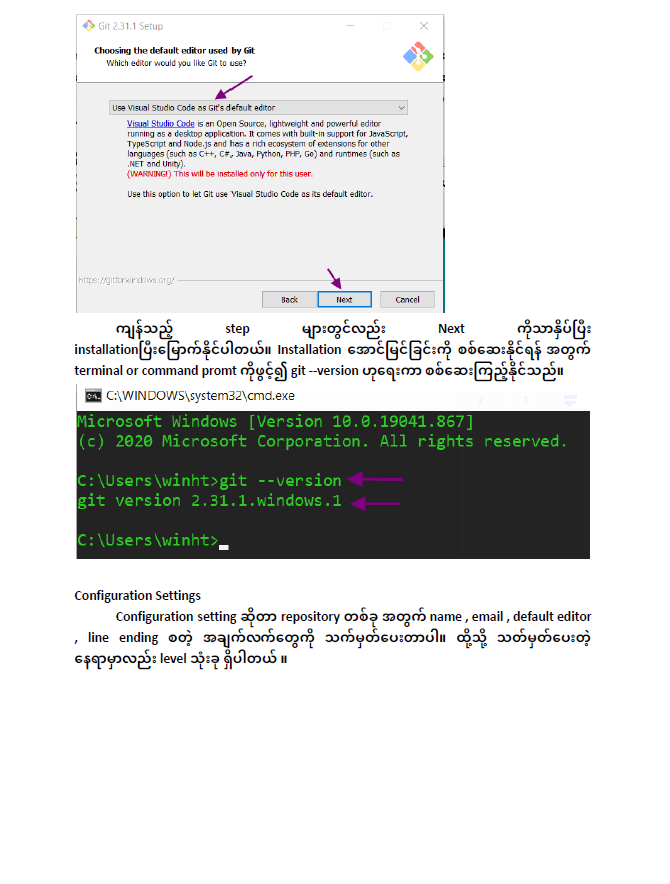 Git 2.31.1 Setup
Choosing the default editor used by Git
Which editor would you like Git to use?
Use Visual Studio Code as Git's default editor
Visual Studio Code is an Open Source, lightweight and powerful editor
running as a desktop application. It comes with built-in support for JavaScript,
TypeScript and Node.js and has a rich ecosystem of extensions for other
languages (such as C++, C#, Java, Python, PHP, Go) and runtimes (such as
.NET and Unity).
(WARNING!) This will be installed only for this user.
Use this option to let Git use Visual Studio Code as its default editor.
https://gitforwindows.org/
Back Next Cancel
ကျန်သည့် step များတွင်လည်း Next ကိုသာနှိပ်ပြီး
installationပြီးမြောက်နိုင်ပါတယ်။ Installation အောင်မြင်ခြင်းကို စစ်ဆေးနိုင်ရန် အတွက်
terminal or command promt ကိုဖွင့်၍ git --version ဟုရေးကာ စစ်ဆေးကြည့်နိုင်သည်။
C:\WINDOWS\system32\cmd.exe
Microsoft Windows [Version 10.0.19041.867]
(c) 2020 Microsoft Corporation. All rights reserved.
C:\Users\winht>git --version
git version 2.31.1.windows.1
C:\Users\winht>
Configuration Settings
Configuration setting ဆိုတာ repository တစ်ခု အတွက် name , email , default editor
, line ending စတဲ့ အချက်လက်တွေကို သက်မှတ်ပေးတာပါ။ ထို့သို့ သတ်မှတ်ပေးတဲ့
နေရာမှာလည်း level သုံးခု ရှိပါတယ် ။